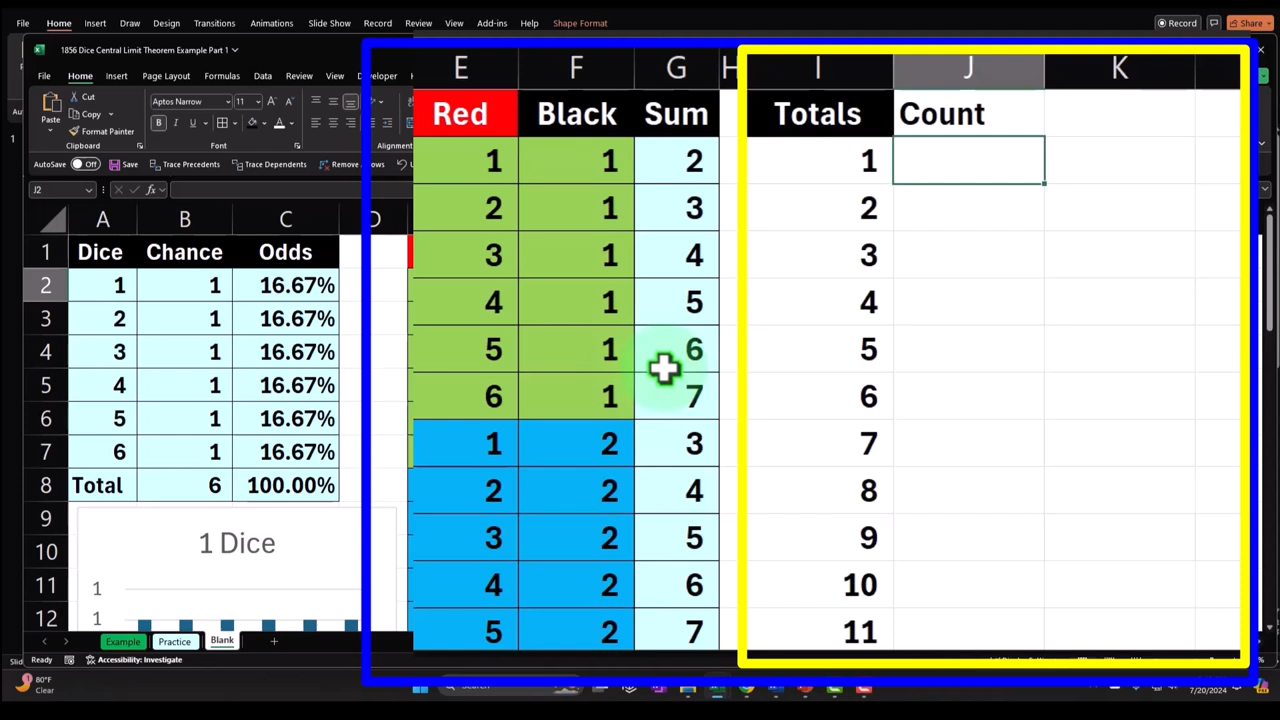 File Home Insert Draw Design Transitions Animations Slide Show Record Review View Add-ins Help Shape Format Record Share
1856 Dice Central Limit Theorem Example Part 1
File Home Insert Page Layout Formulas Data Review View Developer
Cut
Copy
Format Painter
Paste
Clipboard
Aptos Narrow 11
B I U
Font
Alignment
AutoSave Off Save Trace Precedents Trace Dependents Remove Arrows
J2 fx
A B C D
1 Dice Chance Odds
2 1 1 16.67%
3 2 1 16.67%
4 3 1 16.67%
5 4 1 16.67%
6 5 1 16.67%
7 6 1 16.67%
8 Total 6 100.00%
9
10
11
12
1 Dice
1
1
E F G H I J K
Red Black Sum Totals Count
1 1 2 1
2 1 3 2
3 1 4 3
4 1 5 4
5 1 6 5
6 1 7 6
1 2 3 7
2 2 4 8
3 2 5 9
4 2 6 10
5 2 7 11
Example Practice Blank
Ready Accessibility: Investigate
80°F
Clear
Search
7/20/2024